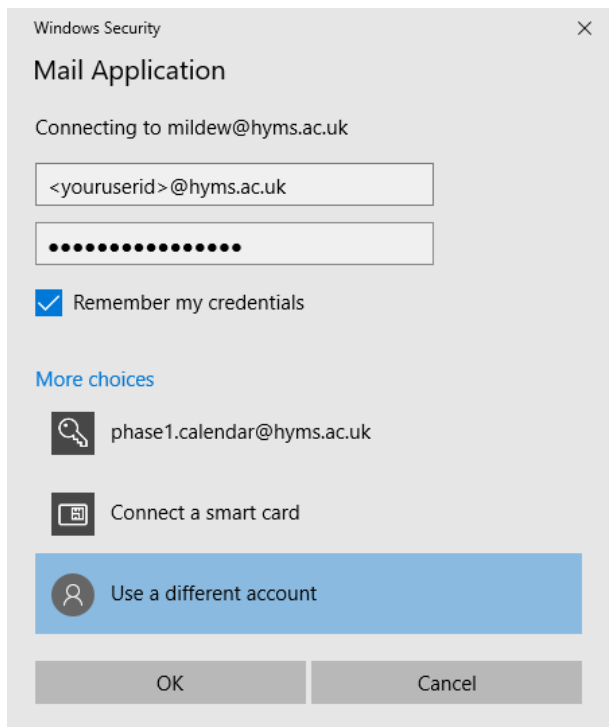 Windows Security
Mail Application
Connecting to mildew@hyms.ac.uk
<youruserid>@hyms.ac.uk
••••••••••••••••
Remember my credentials
More choices
phase1.calendar@hyms.ac.uk
Connect a smart card
Use a different account
OK Cancel